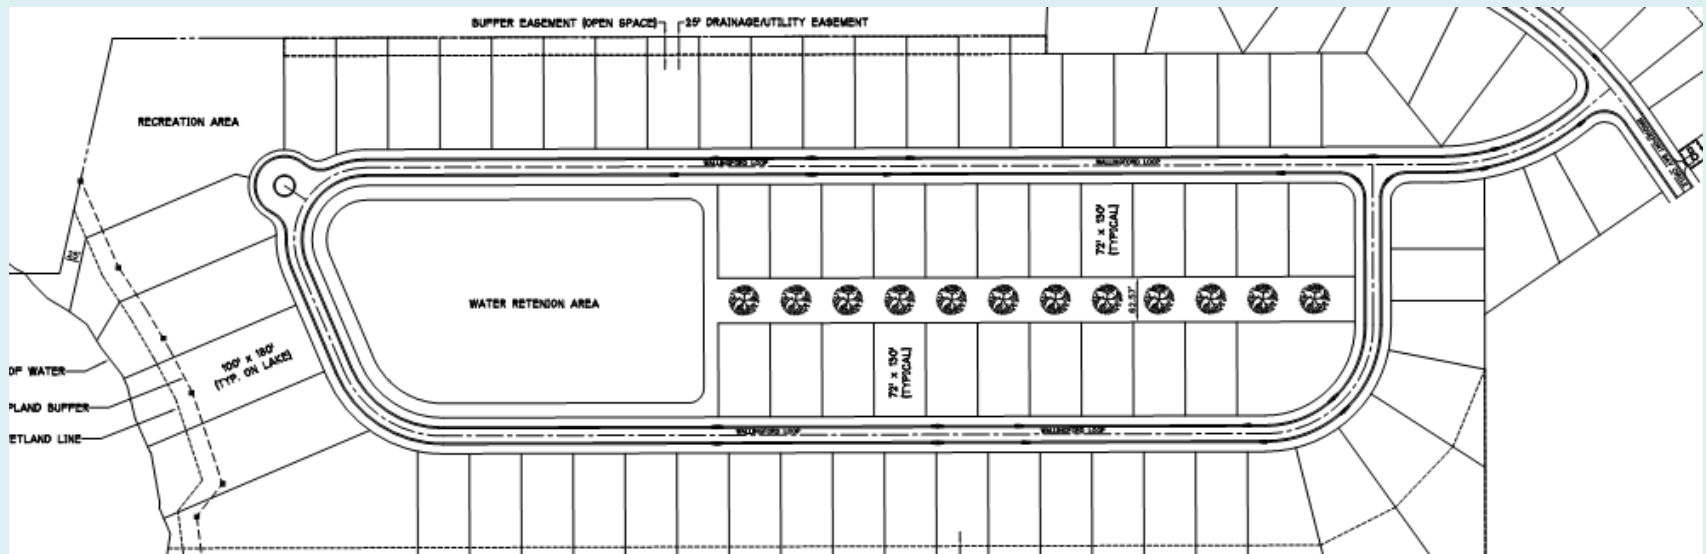 BUFFER EASEMENT (OPEN SPACE)
25' DRAINAGE/UTILITY EASEMENT
RECREATION AREA
WALLINGFORD LOOP
WALLINGFORD LOOP
72' x 130'
(TYPICAL)
WATER RETENION AREA
62.57'
100' x 180'
(TYP. ON LAKE)
72' x 130'
(TYPICAL)
OF WATER
PLAND BUFFER
ETLAND LINE
WALLINGFORD LOOP
WALLINGFORD LOOP